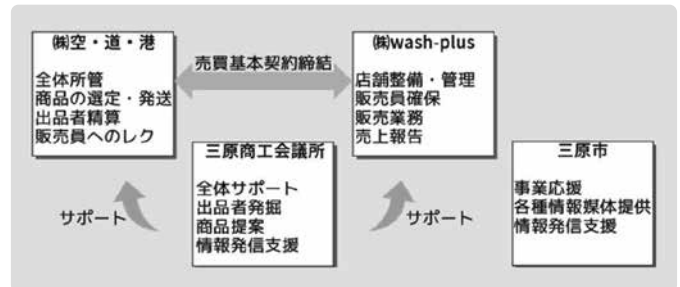 ㈱空・道・港
全体所管
商品の選定・発送
出品者精算
販売員へのレク
売買基本契約締結
㈱wash-plus
店舗整備・管理
販売員確保
販売業務
売上報告
三原商工会議所
全体サポート
出品者発掘
商品提案
情報発信支援
三原市
事業応援
各種情報媒体提供
情報発信支援
サポート
サポート